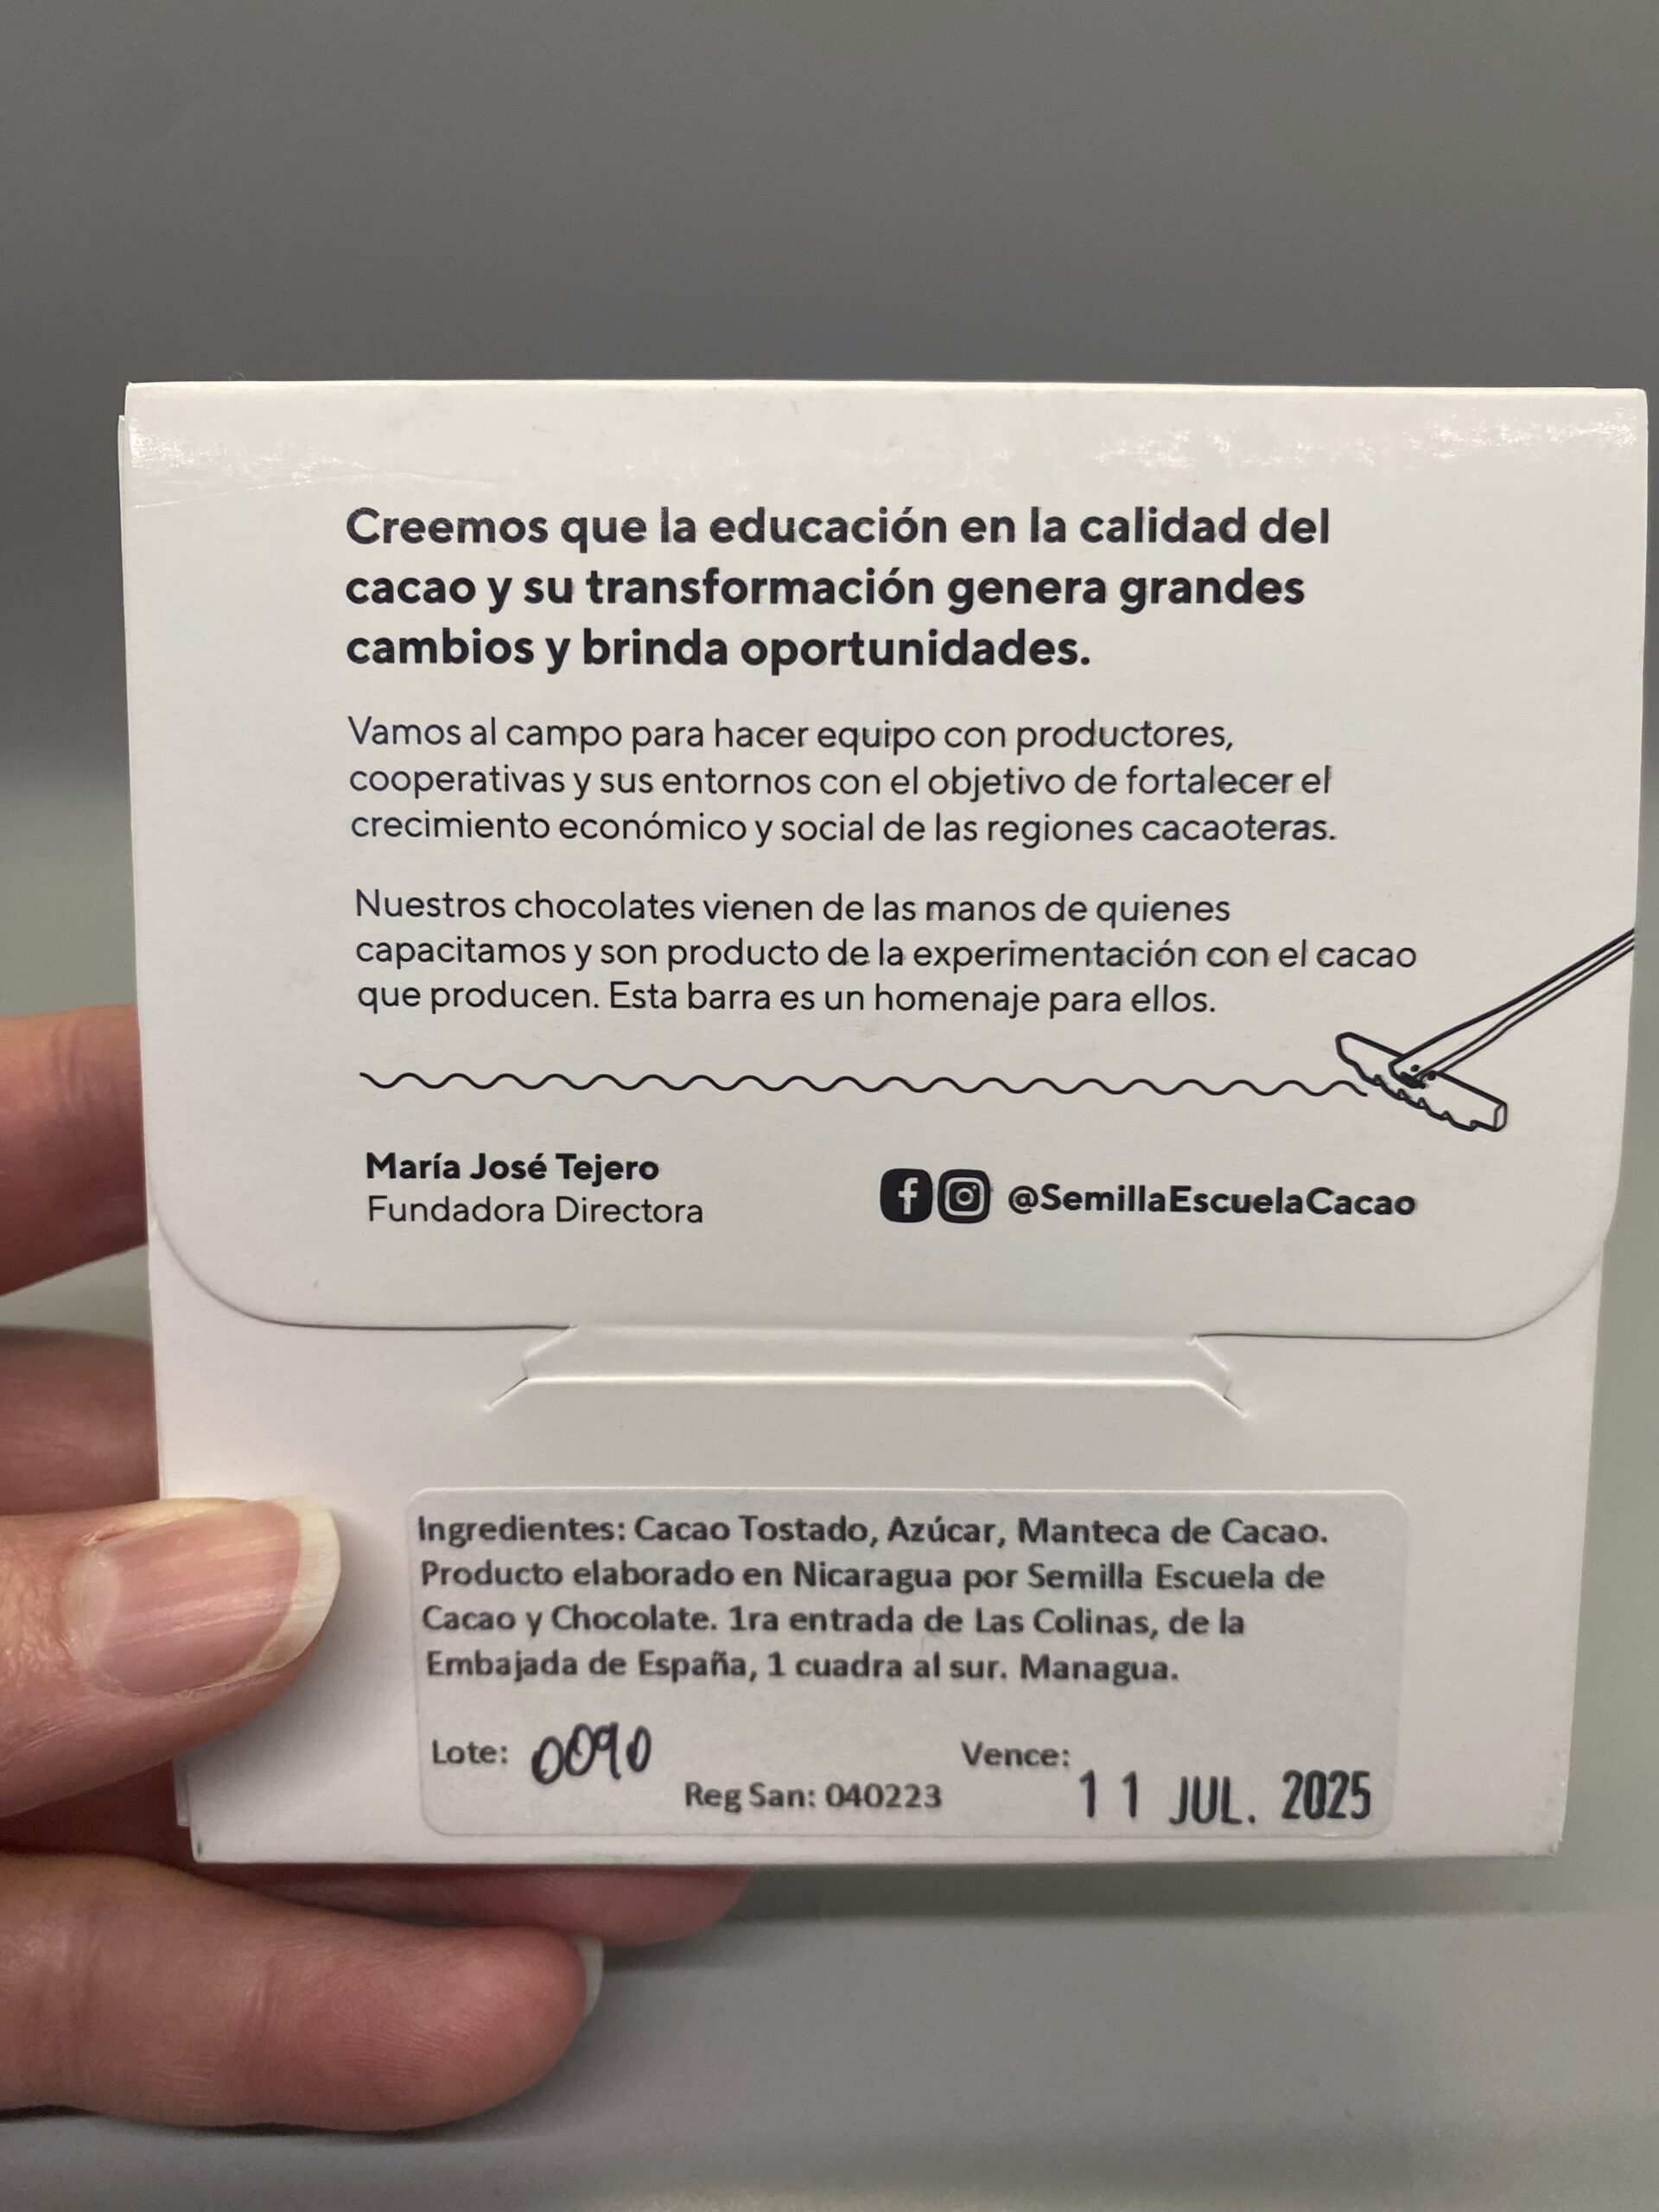 Creemos que la educación en la calidad del
cacao y su transformación genera grandes
cambios y brinda oportunidades.
Vamos al campo para hacer equipo con productores,
cooperativas y sus entornos con el objetivo de fortalecer el
crecimiento económico y social de las regiones cacaoteras.
Nuestros chocolates vienen de las manos de quienes
capacitamos y son producto de la experimentación con el cacao
que producen. Esta barra es un homenaje para ellos.
María José Tejero
Fundadora Directora
@SemillaEscuelaCacao
Ingredientes: Cacao Tostado, Azúcar, Manteca de Cacao.
Producto elaborado en Nicaragua por Semilla Escuela de
Cacao y Chocolate. 1ra entrada de Las Colinas, de la
Embajada de España, 1 cuadra al sur. Managua.
Lote: 0090
Reg San: 040223
Vence: 11 JUL. 2025